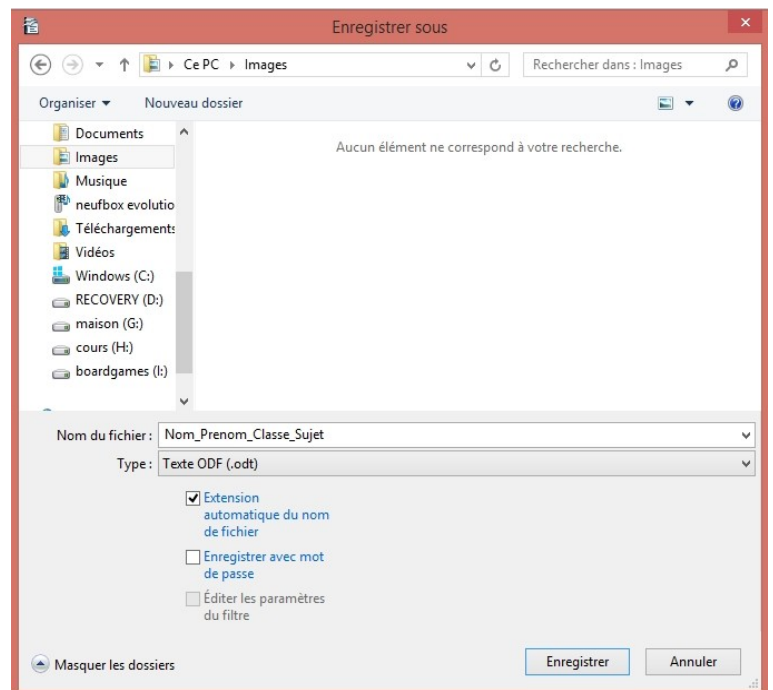 Enregistrer sous
Ce PC Images
Rechercher dans : Images
Organiser
Nouveau dossier
Documents
Images
Musique
neufbox evolutio
Téléchargements
Vidéos
Windows (C:)
RECOVERY (D:)
maison (G:)
cours (H:)
boardgames (I:)
Aucun élément ne correspond à votre recherche.
Nom du fichier : Nom_Prenom_Classe_Sujet
Type : Texte ODF (.odt)
Extension
automatique du nom
de fichier
Enregistrer avec mot
de passe
Éditer les paramètres
du filtre
Masquer les dossiers
Enregistrer
Annuler